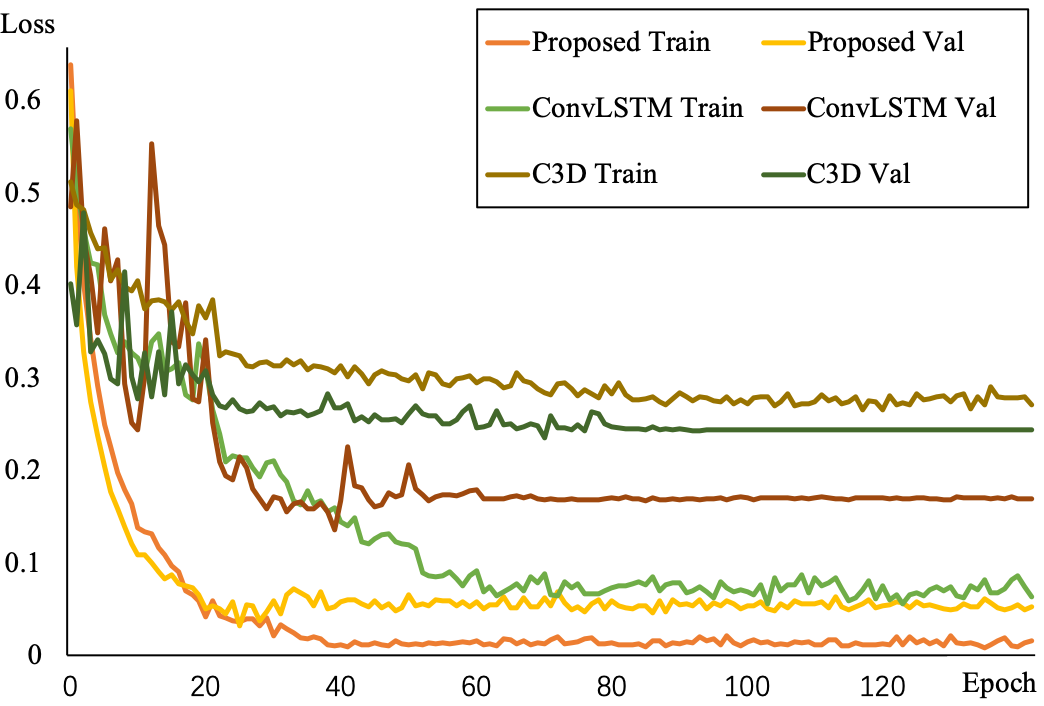 Loss
Proposed Train Proposed Val
ConvLSTM Train ConvLSTM Val
C3D Train C3D Val
0.6
0.5
0.4
0.3
0.2
0.1
0
0 20 40 60 80 100 120 Epoch